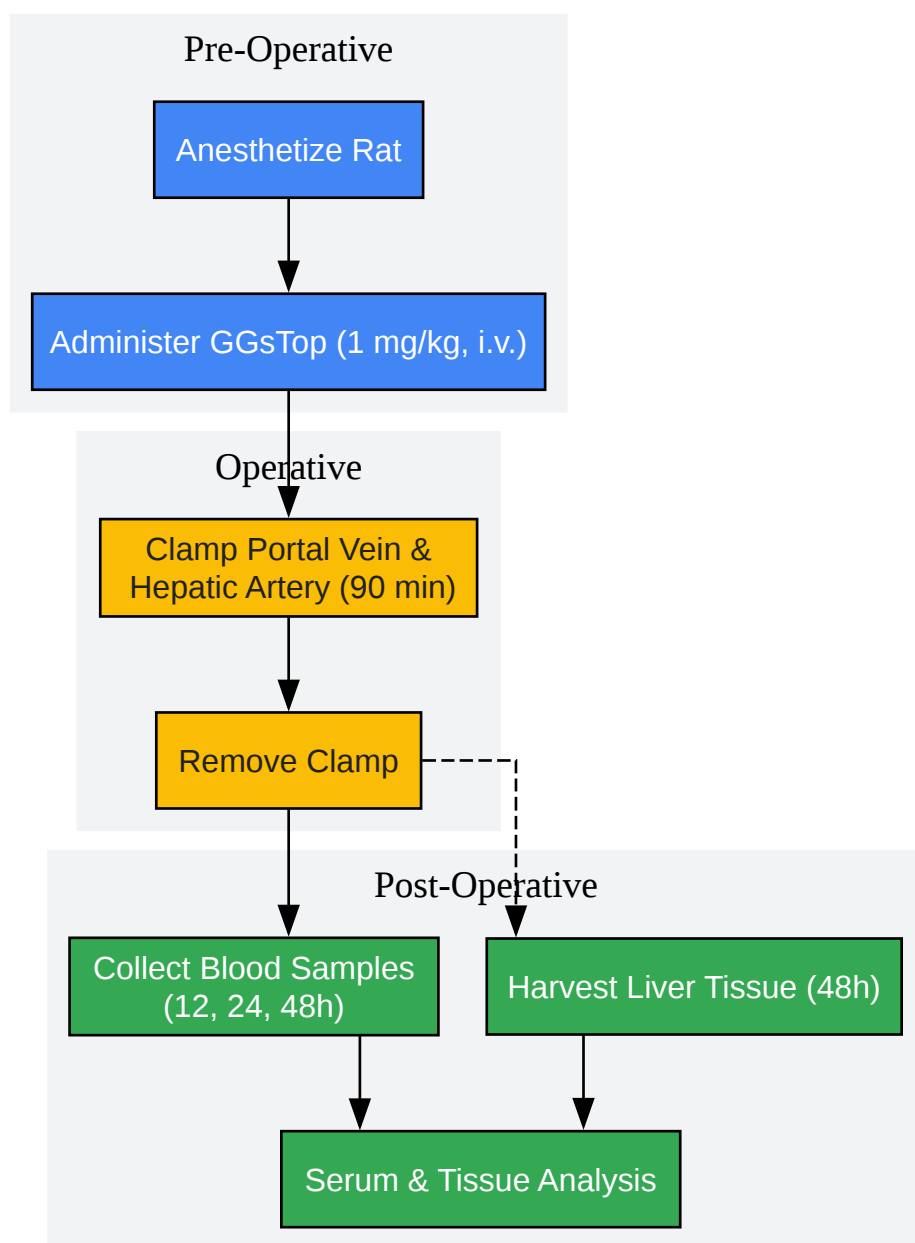 Pre-Operative
Anesthetize Rat
Administer GGsTop (1 mg/kg, i.v.)
Operative
Clamp Portal Vein &
Hepatic Artery (90 min)
Remove Clamp
Post-Operative
Collect Blood Samples
(12, 24, 48h)
Harvest Liver Tissue (48h)
Serum & Tissue Analysis